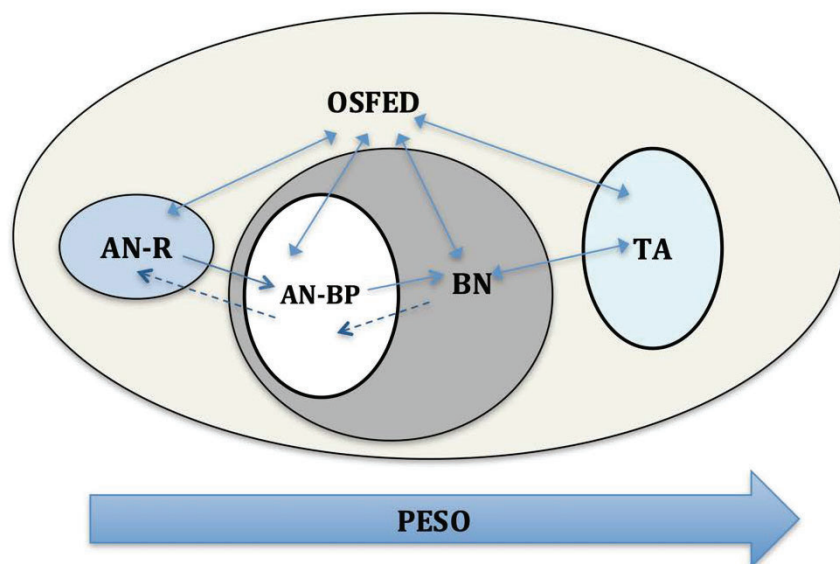 OSFED
AN-R
AN-BP
BN
TA
PESO